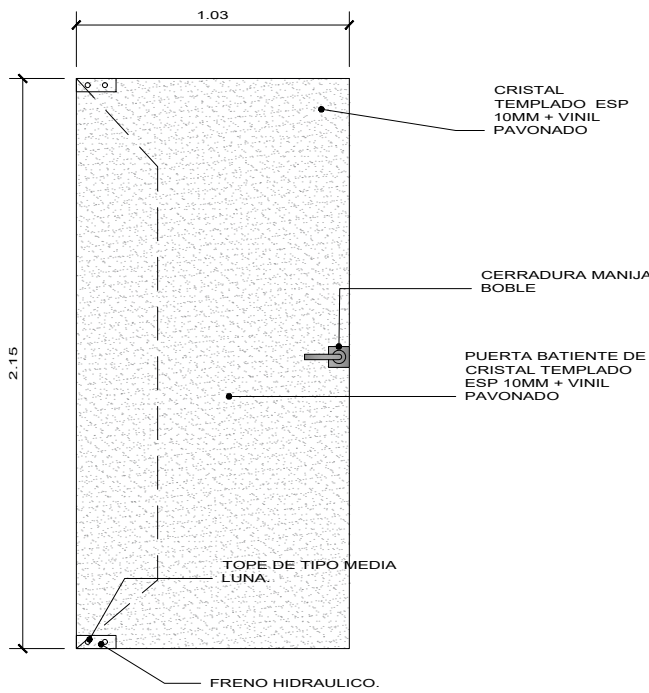 1.03
CRISTAL
TEMPLADO ESP
10MM + VINIL
PAVONADO
CERRADURA MANIJA
BOBLE
2.15
PUERTA BATIENTE DE
CRISTAL TEMPLADO
ESP 10MM + VINIL
PAVONADO
TOPE DE TIPO MEDIA
LUNA.
FRENO HIDRAULICO.